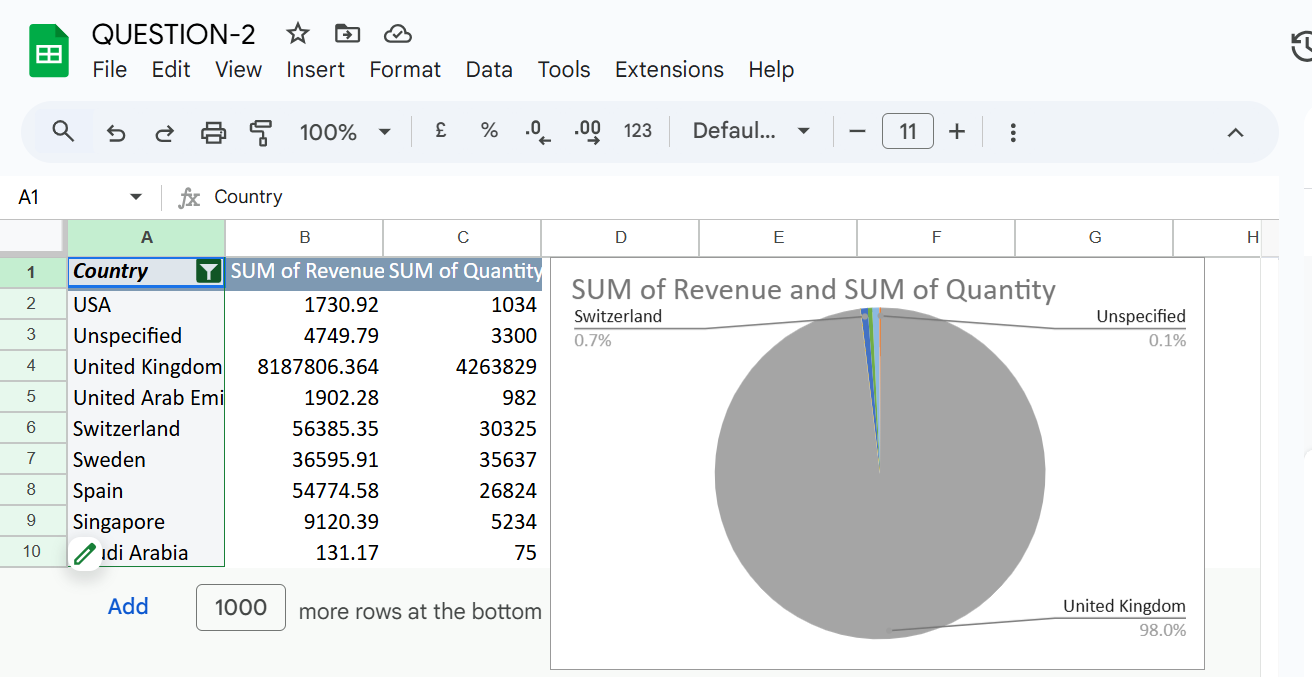 QUESTION-2
File Edit View Insert Format Data Tools Extensions Help
100% £ % .0 .00 123 Defaul... 11
A1 fx Country
A B C D E F G H
1 Country SUM of Revenue SUM of Quantity
2 USA 1730.92 1034
3 Unspecified 4749.79 3300
4 United Kingdom 8187806.364 4263829
5 United Arab Emi 1902.28 982
6 Switzerland 56385.35 30325
7 Sweden 36595.91 35637
8 Spain 54774.58 26824
9 Singapore 9120.39 5234
10 udi Arabia 131.17 75
Add 1000 more rows at the bottom
SUM of Revenue and SUM of Quantity
Switzerland
0.7%
Unspecified
0.1%
United Kingdom
98.0%